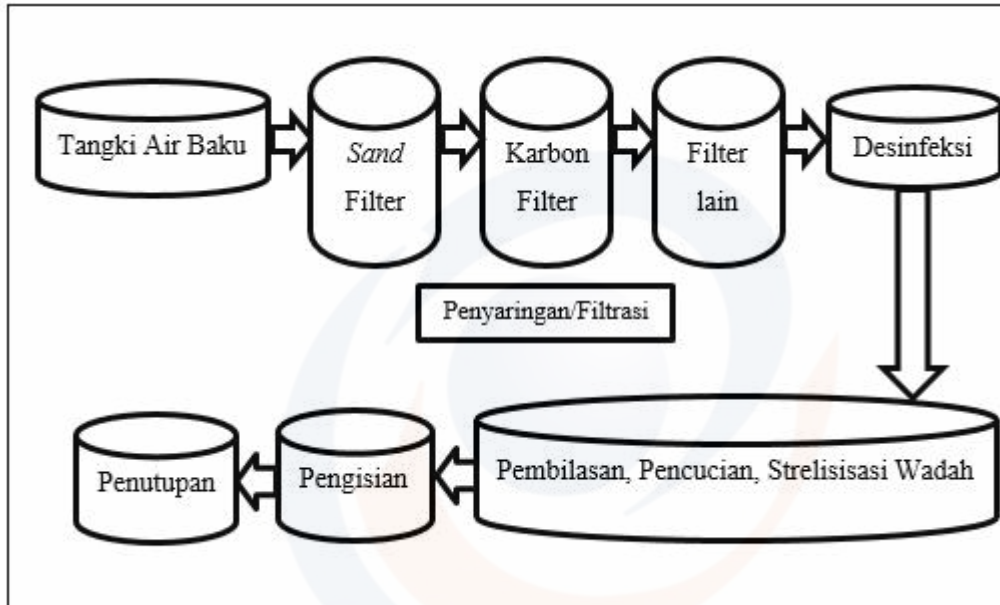 Tangki Air Baku
Sand
Filter
Karbon
Filter
Filter
lain
Desinfeksi
Penyaringan/Filtrasi
Pembilasan, Pencucian, Strelisisasi Wadah
Pengisian
Penutupan